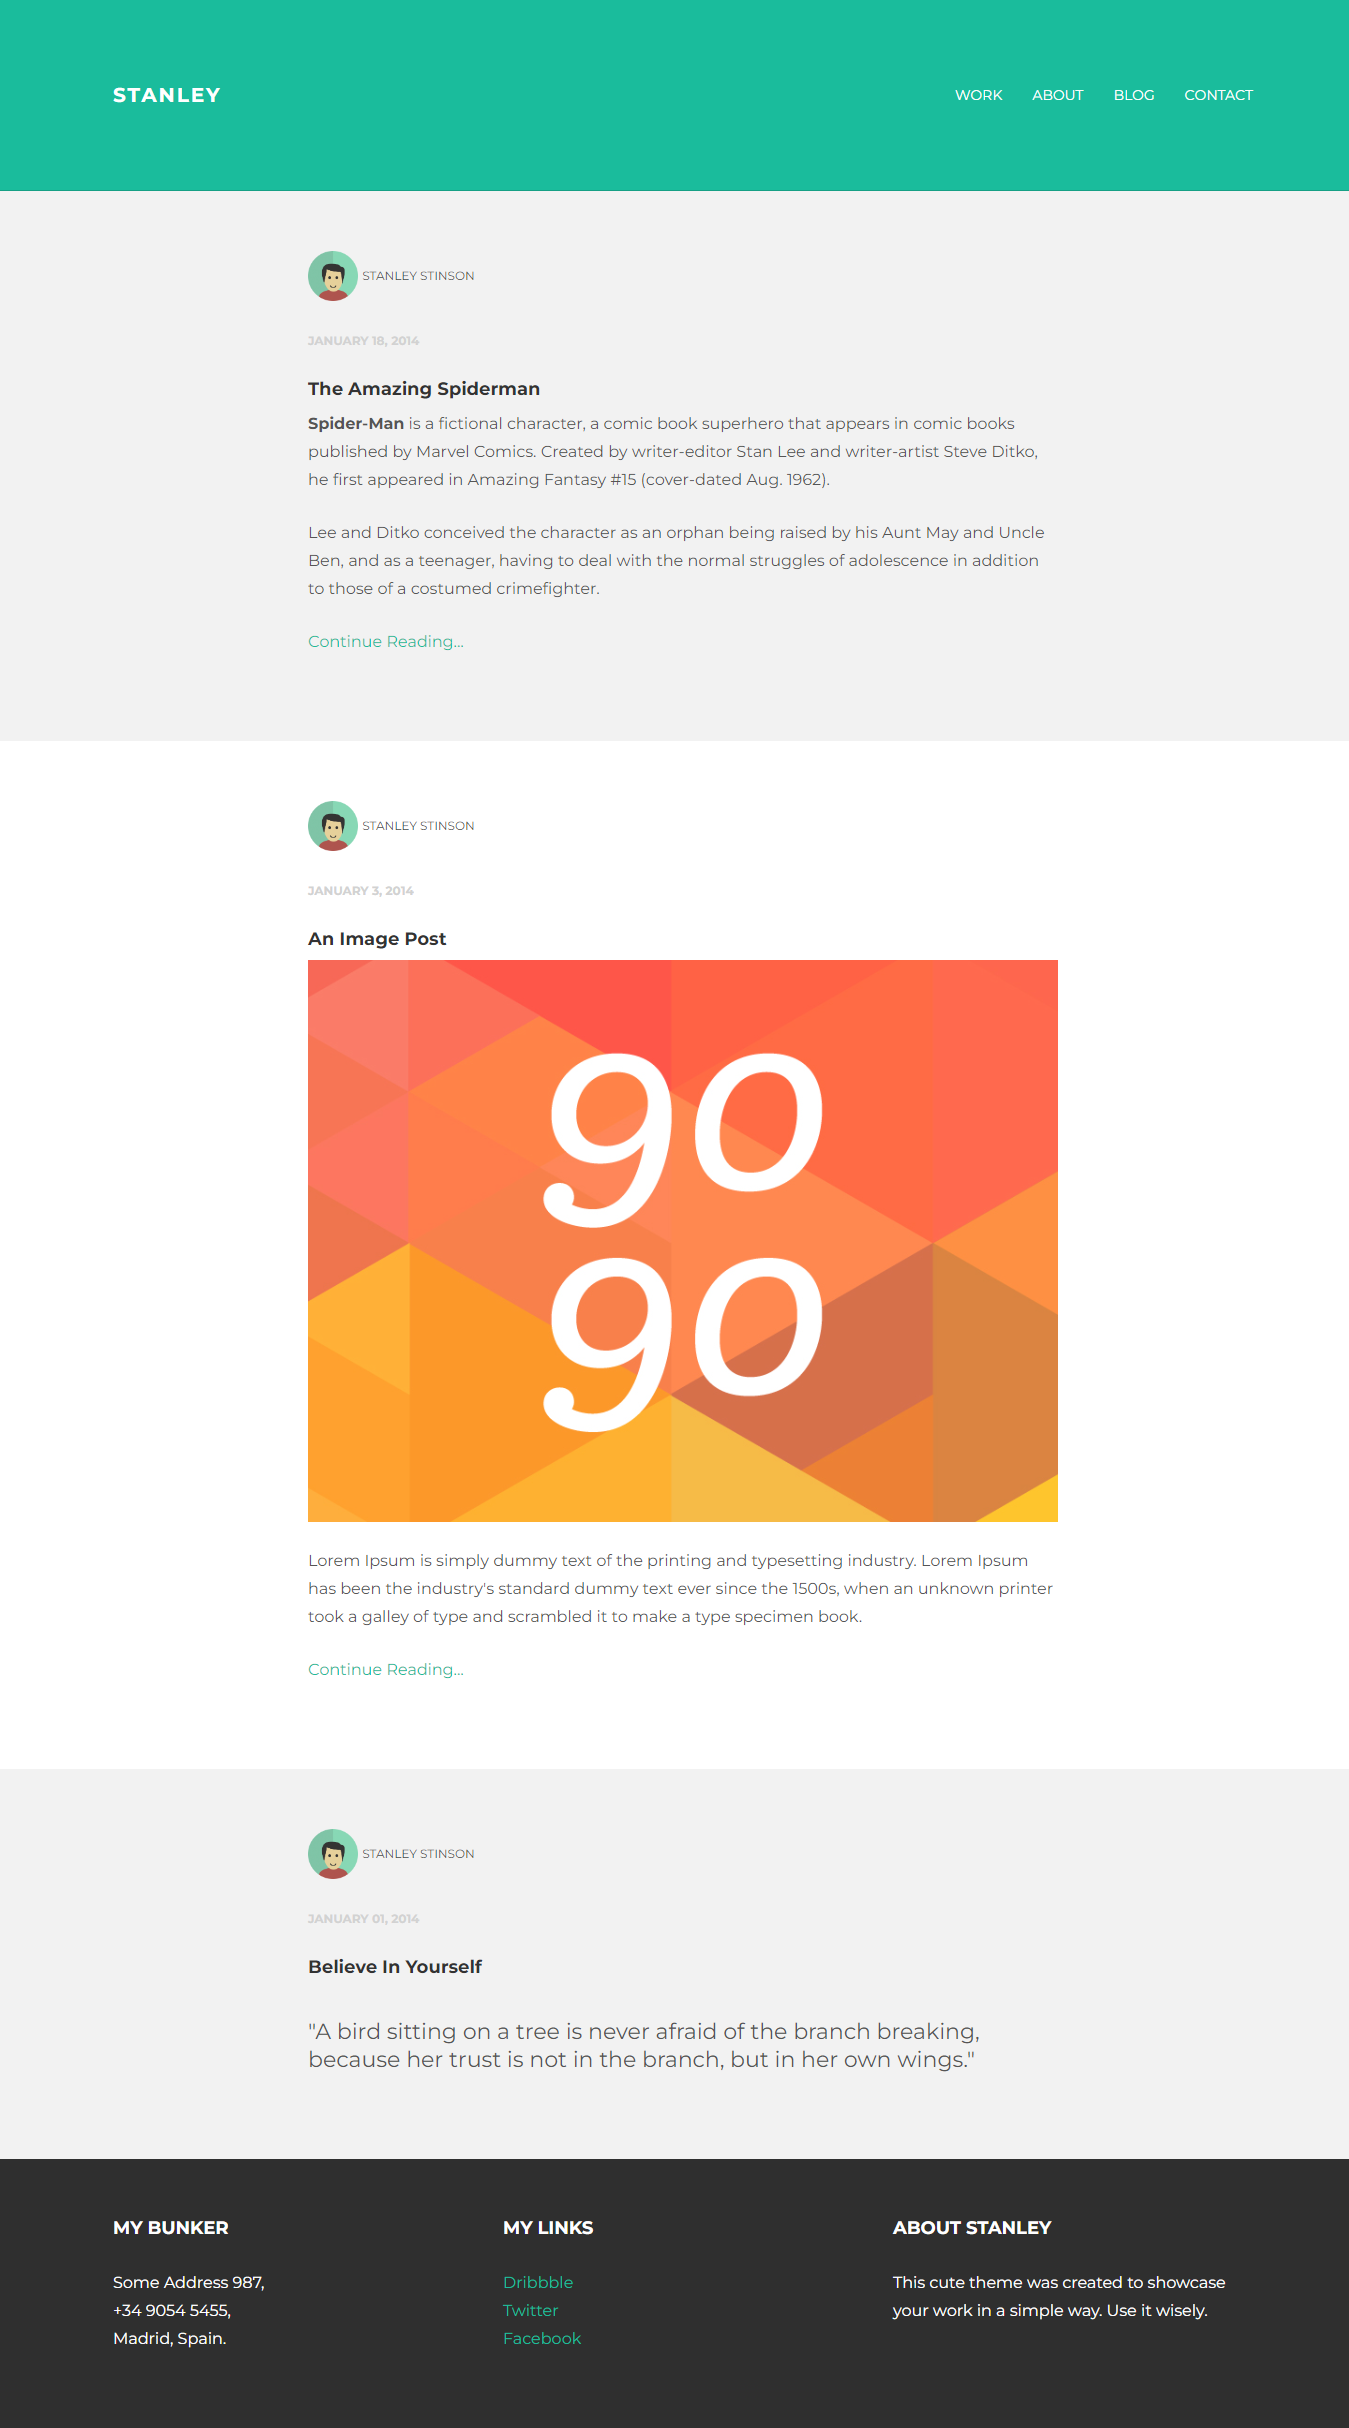 STANLEY
WORK ABOUT BLOG CONTACT
STANLEY STINSON
JANUARY 18, 2014
The Amazing Spiderman
Spider-Man is a fictional character, a comic book superhero that appears in comic books
published by Marvel Comics. Created by writer-editor Stan Lee and writer-artist Steve Ditko,
he first appeared in Amazing Fantasy #15 (cover-dated Aug. 1962).
Lee and Ditko conceived the character as an orphan being raised by his Aunt May and Uncle
Ben, and as a teenager, having to deal with the normal struggles of adolescence in addition
to those of a costumed crimefighter.
Continue Reading...
STANLEY STINSON
JANUARY 3, 2014
An Image Post
90
90
Lorem Ipsum is simply dummy text of the printing and typesetting industry. Lorem Ipsum
has been the industry's standard dummy text ever since the 1500s, when an unknown printer
took a galley of type and scrambled it to make a type specimen book.
Continue Reading...
STANLEY STINSON
JANUARY 01, 2014
Believe In Yourself
"A bird sitting on a tree is never afraid of the branch breaking,
because her trust is not in the branch, but in her own wings."
MY BUNKER
Some Address 987,
+34 9054 5455,
Madrid, Spain.
MY LINKS
Dribbble
Twitter
Facebook
ABOUT STANLEY
This cute theme was created to showcase
your work in a simple way. Use it wisely.